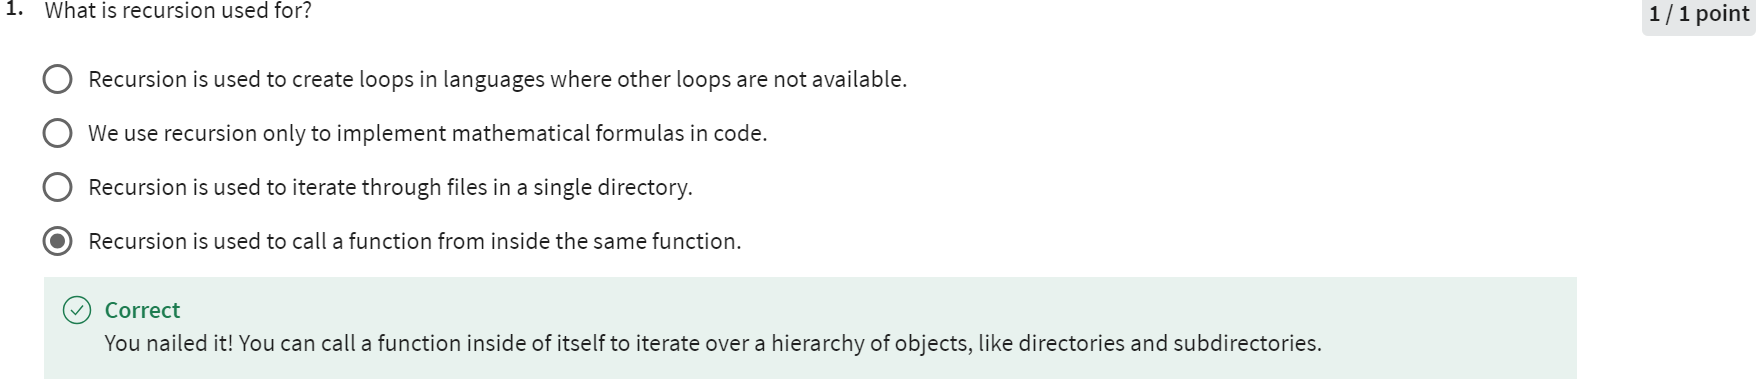 1. What is recursion used for?
1 / 1 point
Recursion is used to create loops in languages where other loops are not available.
We use recursion only to implement mathematical formulas in code.
Recursion is used to iterate through files in a single directory.
Recursion is used to call a function from inside the same function.
Correct
You nailed it! You can call a function inside of itself to iterate over a hierarchy of objects, like directories and subdirectories.